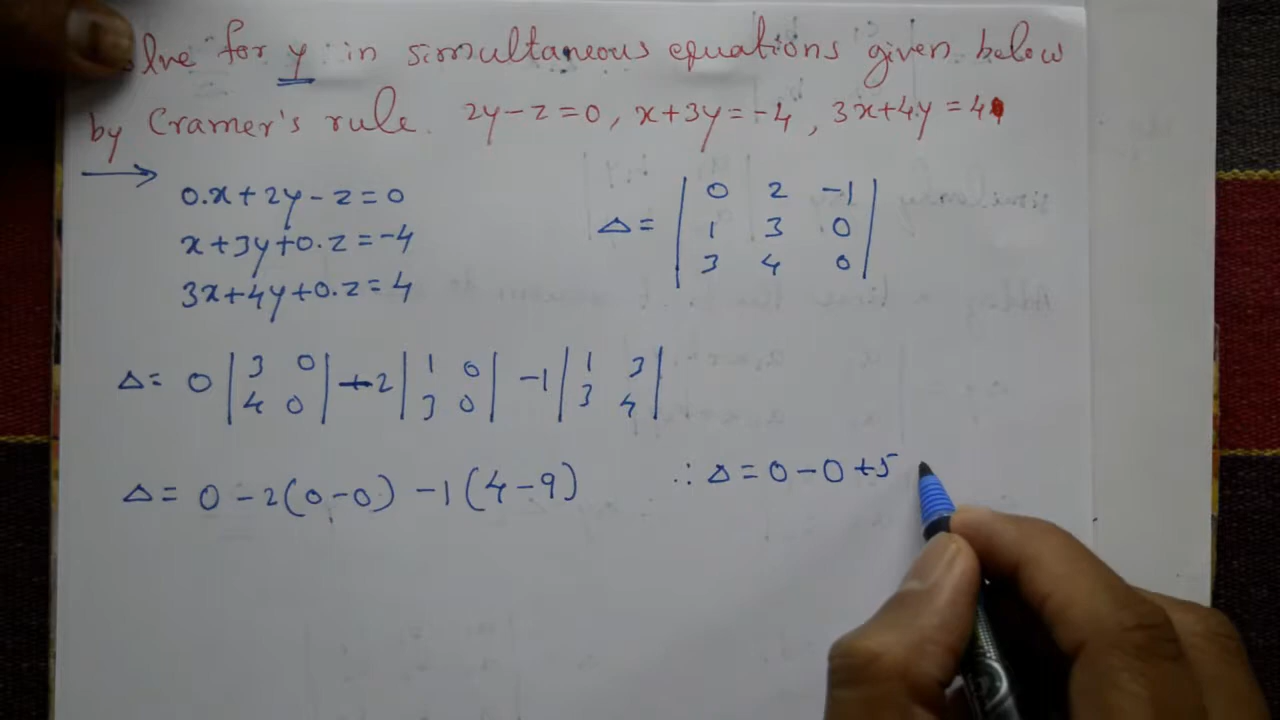 lve for y in simultaneous equations given below
by Cramer's rule. 2y-z=0, x+3y=-4, 3x+4y=4
0.x+2y-z=0
x+3y+0.z=-4
3x+4y+0.z=4
Δ= | 0 2 -1 |
| 1 3 0 |
| 3 4 0 |
Δ= 0 | 3 0 | -2 | 1 0 | -1 | 1 3 |
| 4 0 | | 3 0 | | 3 4 |
Δ= 0 -2(0-0) -1(4-9)
∴ Δ=0-0+5